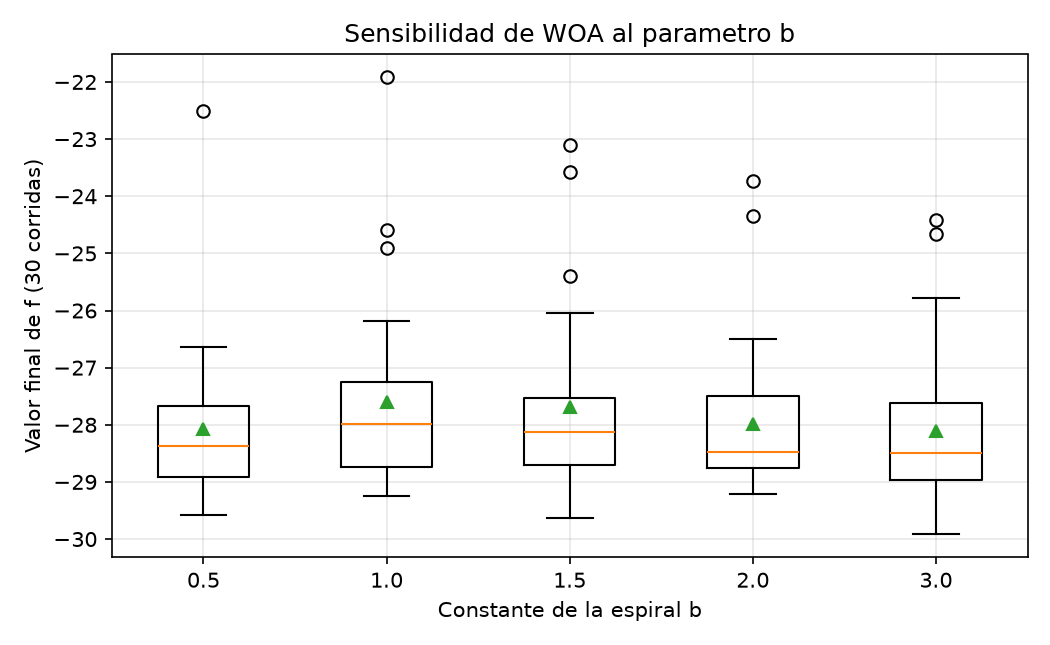 Sensibilidad de WOA al parametro b
Valor final de f (30 corridas)
−22
−23
−24
−25
−26
−27
−28
−29
−30
0.5 1.0 1.5 2.0 3.0
Constante de la espiral b